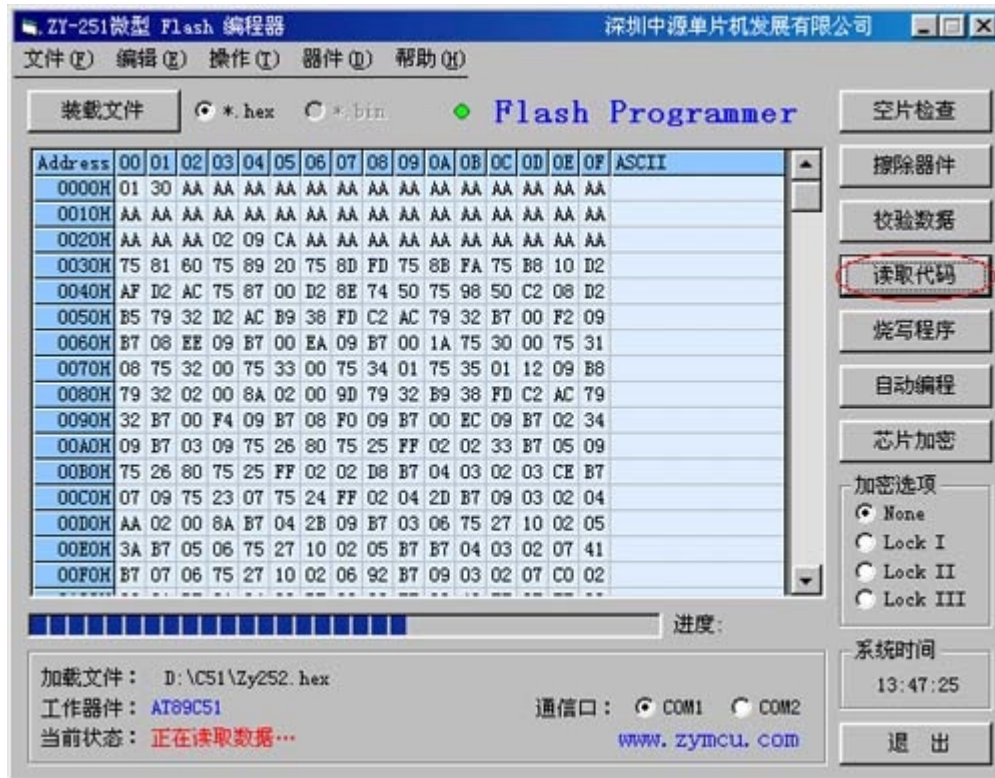 ZY-251微型 Flash 编程器 深圳中源单片机发展有限公司
文件(F) 编辑(E) 操作(T) 器件(D) 帮助(H)
装载文件 *.hex *.bin Flash Programmer 空片检查
Address 00 01 02 03 04 05 06 07 08 09 0A 0B 0C 0D 0E 0F ASCII
擦除器件
0000H 01 30 AA AA AA AA AA AA AA AA AA AA AA AA AA AA
0010H AA AA AA AA AA AA AA AA AA AA AA AA AA AA AA AA
校验数据
0020H AA AA AA 02 09 CA AA AA AA AA AA AA AA AA AA AA
0030H 75 81 60 75 89 20 75 8D FD 75 8B FA 75 B8 10 D2
读取代码
0040H AF D2 AC 75 87 00 D2 8E 74 50 75 98 50 C2 08 D2
0050H B5 79 32 D2 AC B9 38 FD C2 AC 79 32 B7 00 F2 09
烧写程序
0060H B7 08 EE 09 B7 00 EA 09 B7 00 1A 75 30 00 75 31
0070H 08 75 32 00 75 33 00 75 34 01 75 35 01 12 09 B8
自动编程
0080H 79 32 02 00 8A 02 00 9D 79 32 B9 38 FD C2 AC 79
0090H 32 B7 00 F4 09 B7 08 F0 09 B7 00 EC 09 B7 02 34
芯片加密
00A0H 09 B7 03 09 75 26 80 75 25 FF 02 02 33 B7 05 09
00B0H 75 26 80 75 25 FF 02 02 D8 B7 04 03 02 03 CE B7
加密选项
00C0H 07 09 75 23 07 75 24 FF 02 04 2D B7 09 03 02 04
None
00D0H AA 02 00 8A B7 04 2B 09 B7 03 06 75 27 10 02 05
Lock I
00E0H 3A B7 05 06 75 27 10 02 05 B7 B7 04 03 02 07 41
Lock II
00F0H B7 07 06 75 27 10 02 06 92 B7 09 03 02 07 C0 02
Lock III
进度:
系统时间
加载文件： D:\C51\Zy252.hex
13:47:25
工作器件： AT89C51 通信口： COM1 COM2
当前状态： 正在读取数据… www.zymcu.com
退 出